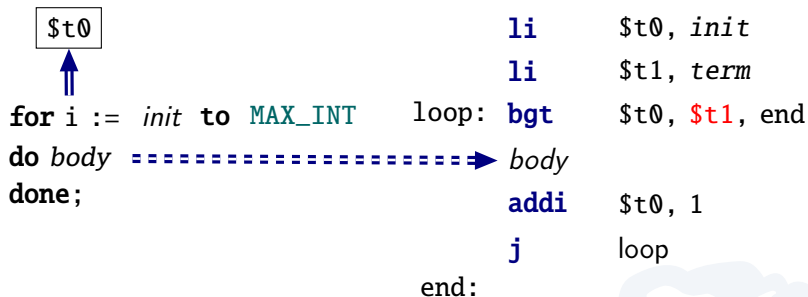 $t0
for i := init to MAX_INT
do body
done;
li $t0, init
li $t1, term
loop: bgt $t0, $t1, end
body
addi $t0, 1
j loop
end: